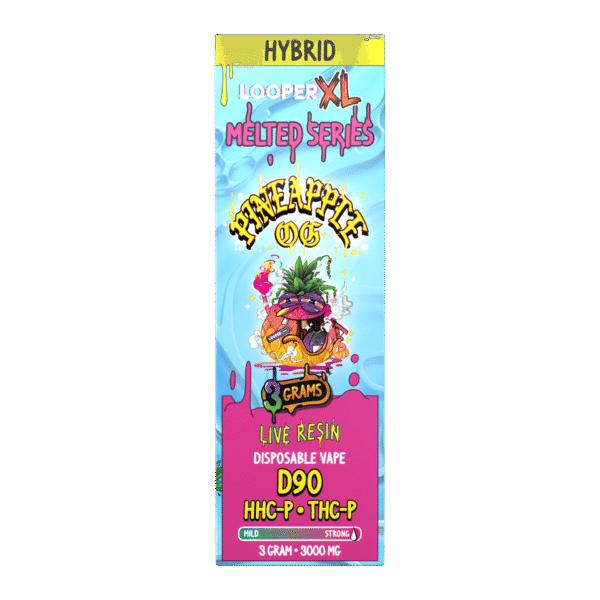 HYBRID
LOOPER XL
MELTED SERIES
PINEAPPLE
OG
3 GRAMS
LIVE RESIN
DISPOSABLE VAPE
D90
HHC-P • THC-P
MILD STRONG
3 GRAM • 3000 MG